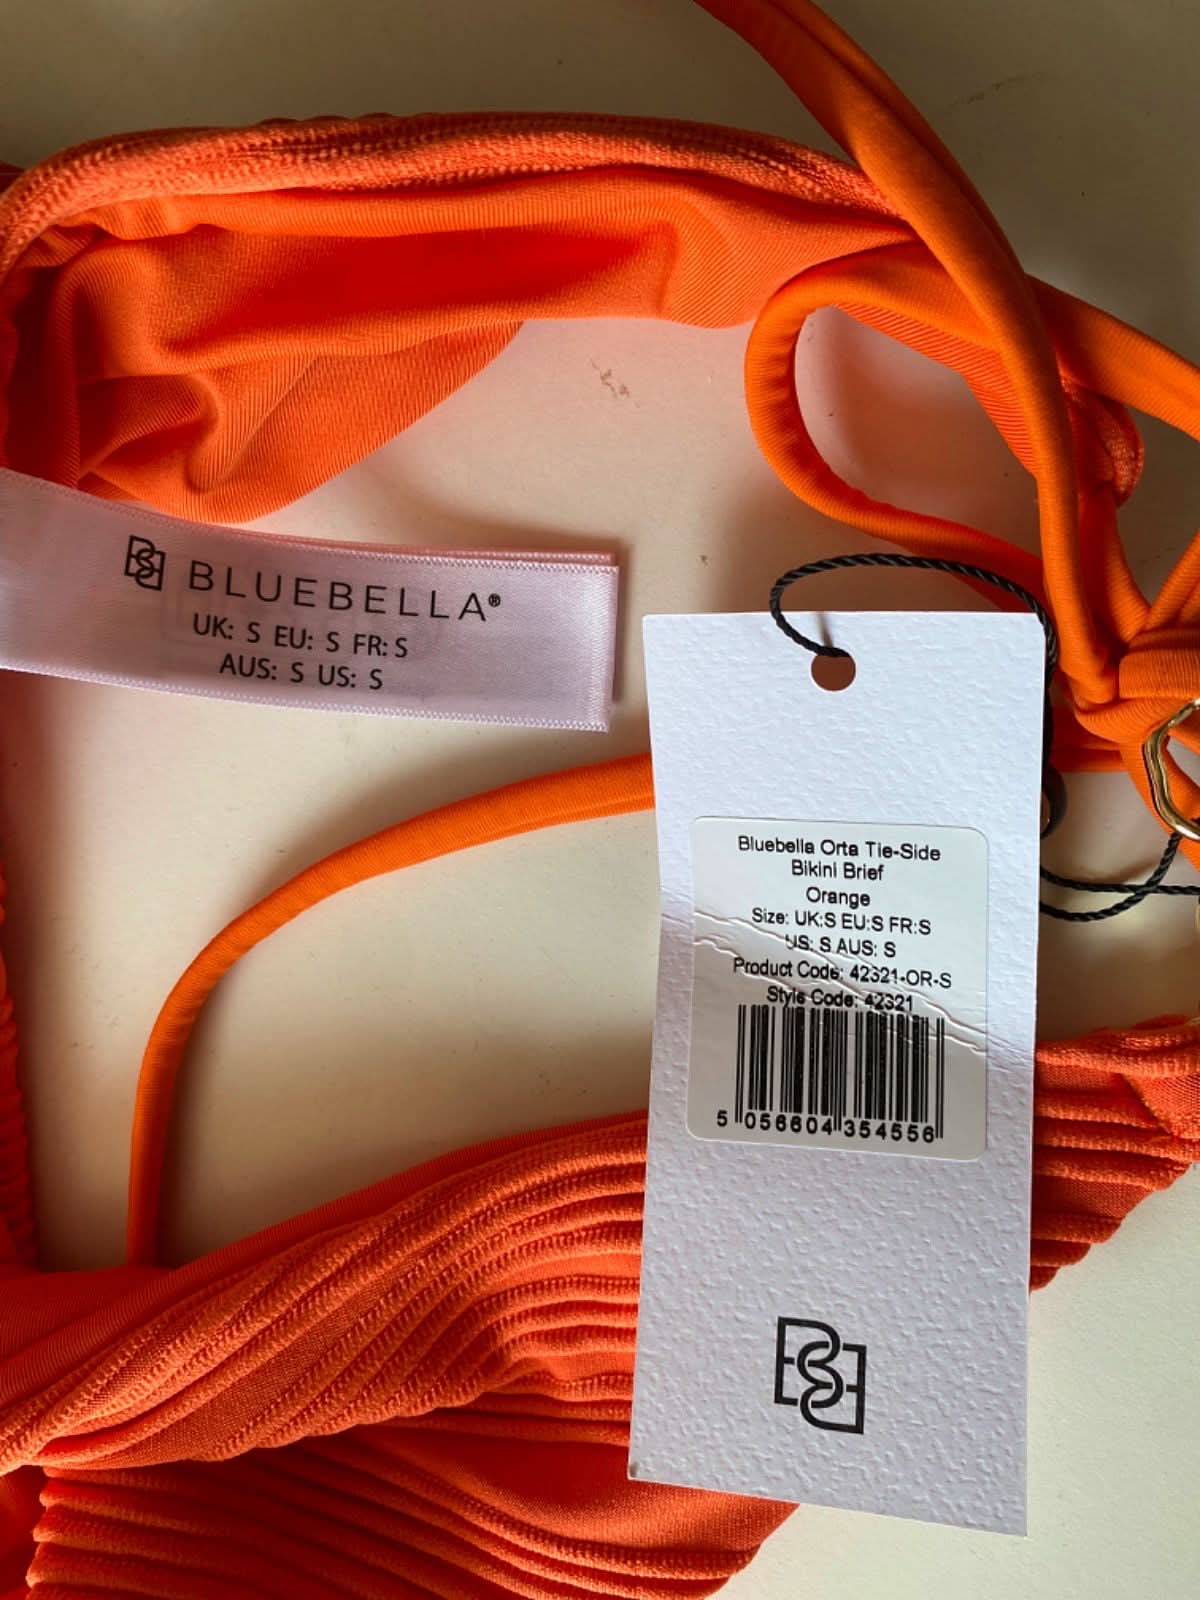 BLUEBELLA®
UK: S EU: S FR: S
AUS: S US: S
Bluebella Orta Tie-Side
Bikini Brief
Orange
Size: UK:S EU:S FR:S
US: S AUS: S
Product Code: 42321-OR-S
Style Code: 42321
5 056604 354556